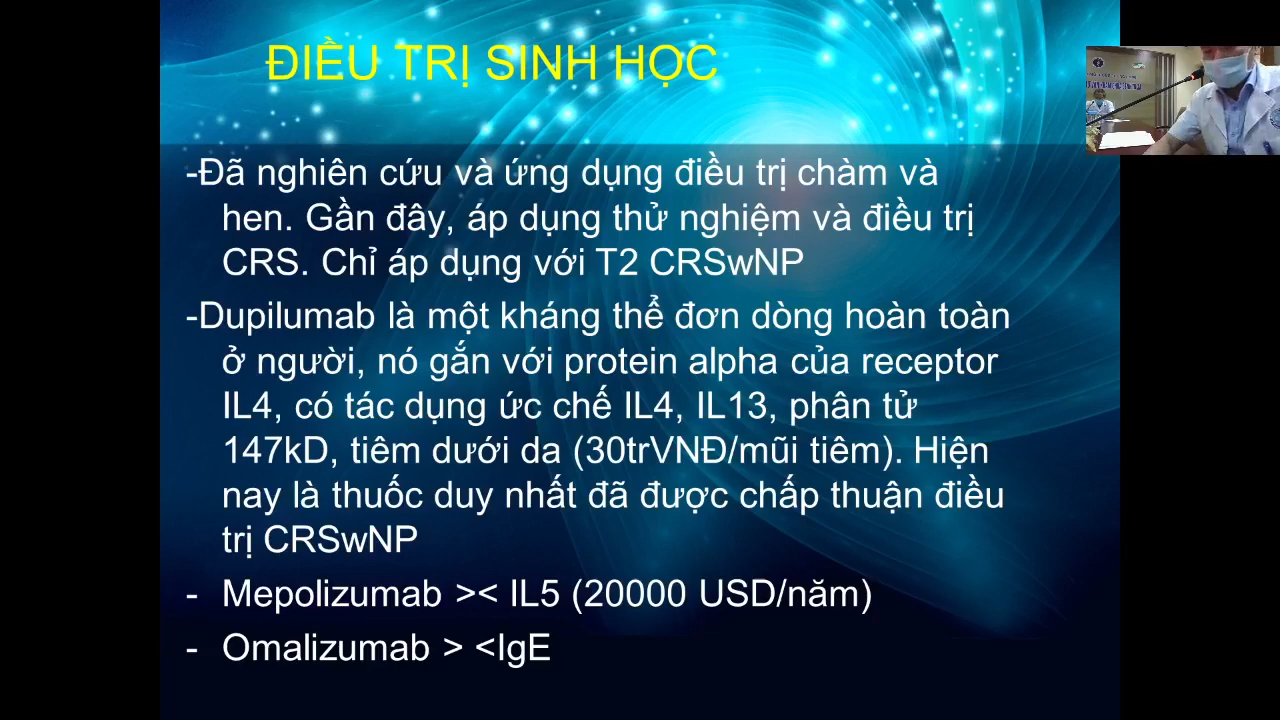 ĐIỀU TRỊ SINH HỌC
-Đã nghiên cứu và ứng dụng điều trị chàm và
hen. Gần đây, áp dụng thử nghiệm và điều trị
CRS. Chỉ áp dụng với T2 CRSwNP
-Dupilumab là một kháng thể đơn dòng hoàn toàn
ở người, nó gắn với protein alpha của receptor
IL4, có tác dụng ức chế IL4, IL13, phân tử
147kD, tiêm dưới da (30trVNĐ/mũi tiêm). Hiện
nay là thuốc duy nhất đã được chấp thuận điều
trị CRSwNP
- Mepolizumab >< IL5 (20000 USD/năm)
- Omalizumab > <IgE